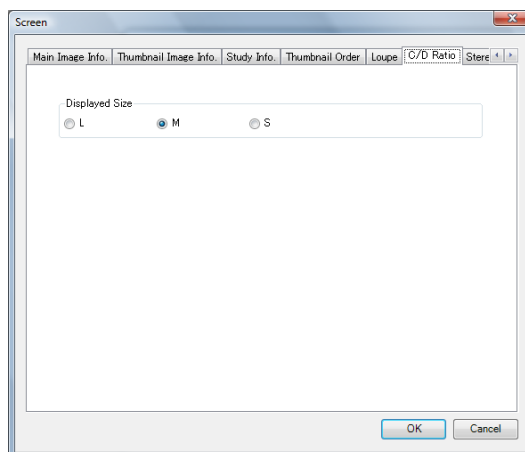 Screen
Main Image Info. Thumbnail Image Info. Study Info. Thumbnail Order Loupe C/D Ratio Stere
Displayed Size
L M S
OK Cancel